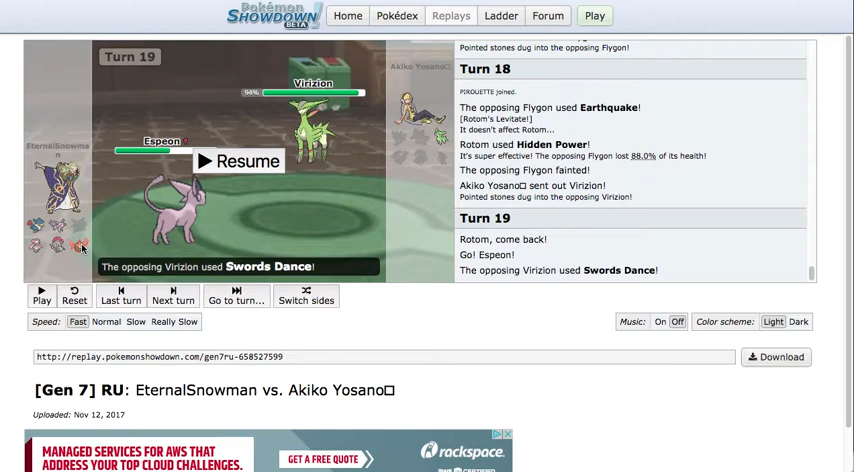 Pokémon
SHOWDOWN!
BETA
Home
Pokédex
Replays
Ladder
Forum
Play
Turn 19
EternalSnowman
Akiko Yosano□
Virizion
94%
Espeon
Resume
The opposing Virizion used Swords Dance!
Pointed stones dug into the opposing Flygon!
Turn 18
PIROUETTE joined.
The opposing Flygon used Earthquake!
[Rotom's Levitate!]
It doesn't affect Rotom...
Rotom used Hidden Power!
It's super effective! The opposing Flygon lost 88.0% of its health!
The opposing Flygon fainted!
Akiko Yosano□ sent out Virizion!
Pointed stones dug into the opposing Virizion!
Turn 19
Rotom, come back!
Go! Espeon!
The opposing Virizion used Swords Dance!
Play
Reset
Last turn
Next turn
Go to turn...
Switch sides
Speed: Fast Normal Slow Really Slow
Music: On Off
Color scheme: Light Dark
http://replay.pokemonshowdown.com/gen7ru-658527599
Download
[Gen 7] RU: EternalSnowman vs. Akiko Yosano□
Uploaded: Nov 12, 2017
MANAGED SERVICES FOR AWS THAT
ADDRESS YOUR TOP CLOUD CHALLENGES.
GET A FREE QUOTE
rackspace.